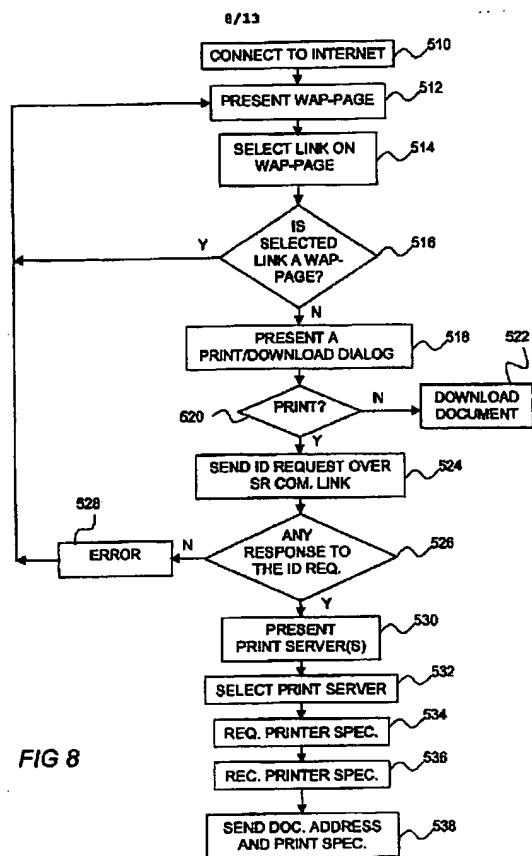 8/13
CONNECT TO INTERNET
510
PRESENT WAP-PAGE
512
SELECT LINK ON
WAP-PAGE
514
IS
SELECTED
LINK A WAP-
PAGE?
516
Y
N
PRESENT A
PRINT/DOWNLOAD DIALOG
518
522
PRINT?
520
N
DOWNLOAD
DOCUMENT
Y
SEND ID REQUEST OVER
SR COM. LINK
524
528
ERROR
N
ANY
RESPONSE TO
THE ID REQ.
526
Y
PRESENT
PRINT SERVER(S)
530
SELECT PRINT SERVER
532
REQ. PRINTER SPEC.
534
REC. PRINTER SPEC.
536
SEND DOC. ADDRESS
AND PRINT SPEC.
538
FIG 8